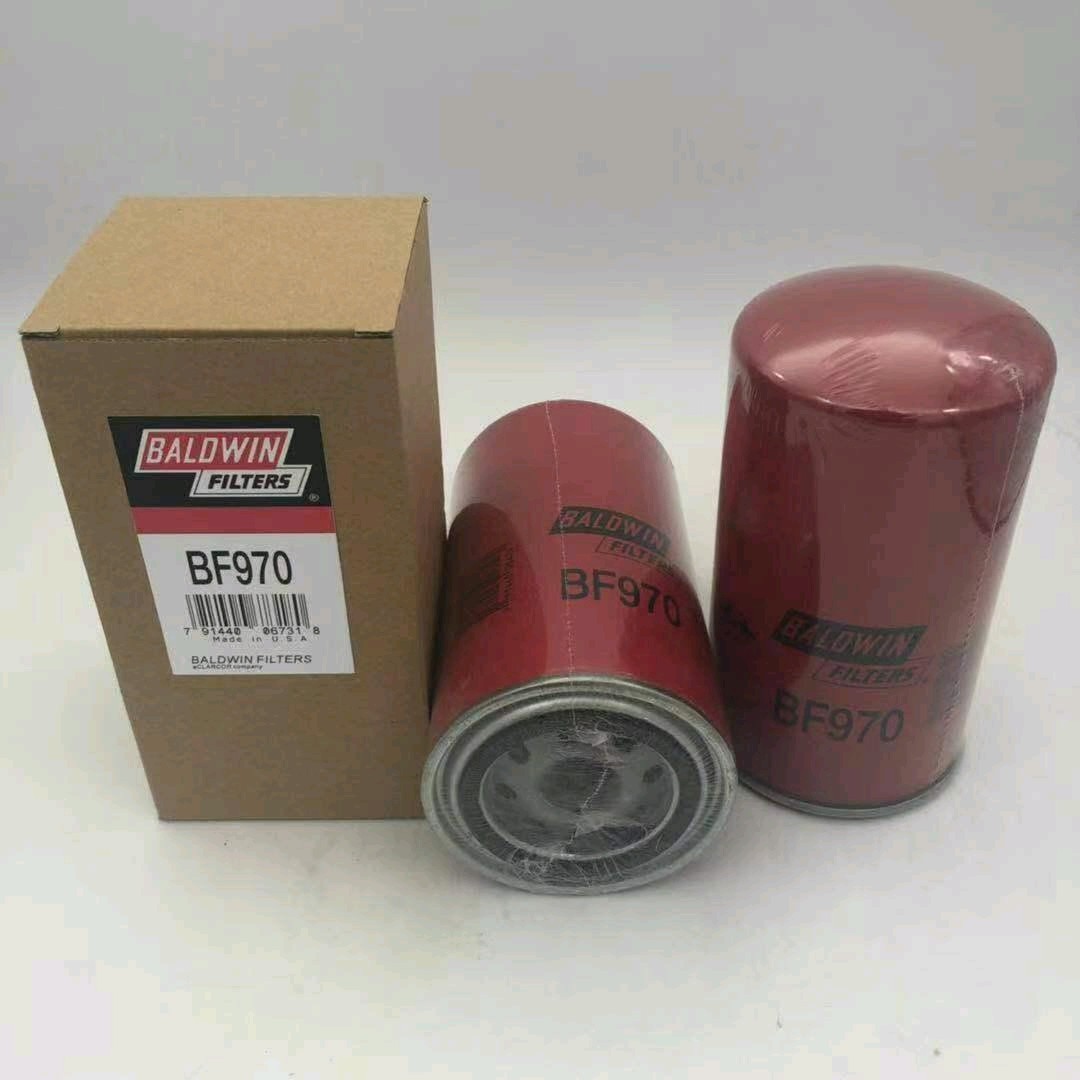 BALDWIN
FILTERS
®
BF970
7 91440 06731 8
Made in U.S.A
BALDWIN FILTERS
a CLARCOR company
BALDWIN
FILTERS
BF970
BALDWIN
FILTERS
BF970